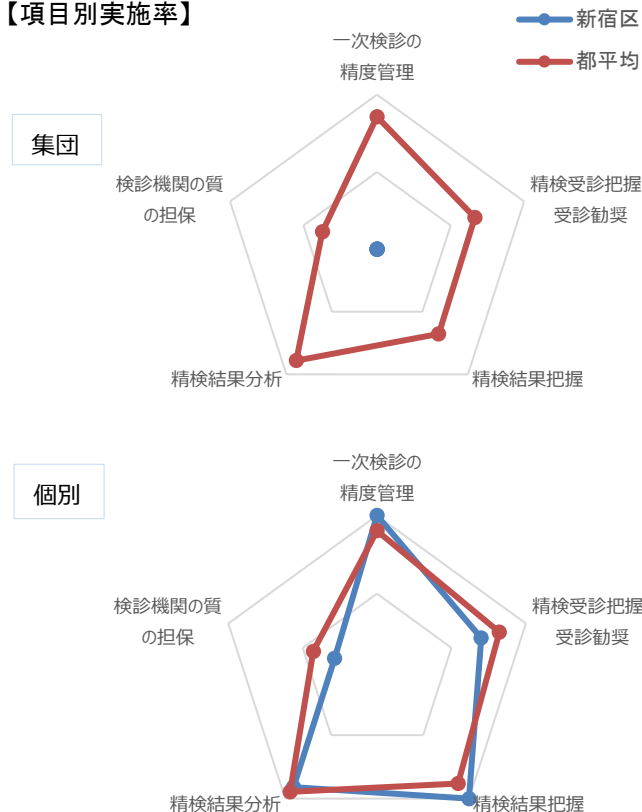 【項目別実施率】
新宿区
都平均
集団
一次検診の
精度管理
精検受診把握
受診勧奨
精検結果把握
精検結果分析
検診機関の質
の担保
個別
一次検診の
精度管理
精検受診把握
受診勧奨
精検結果把握
精検結果分析
検診機関の質
の担保